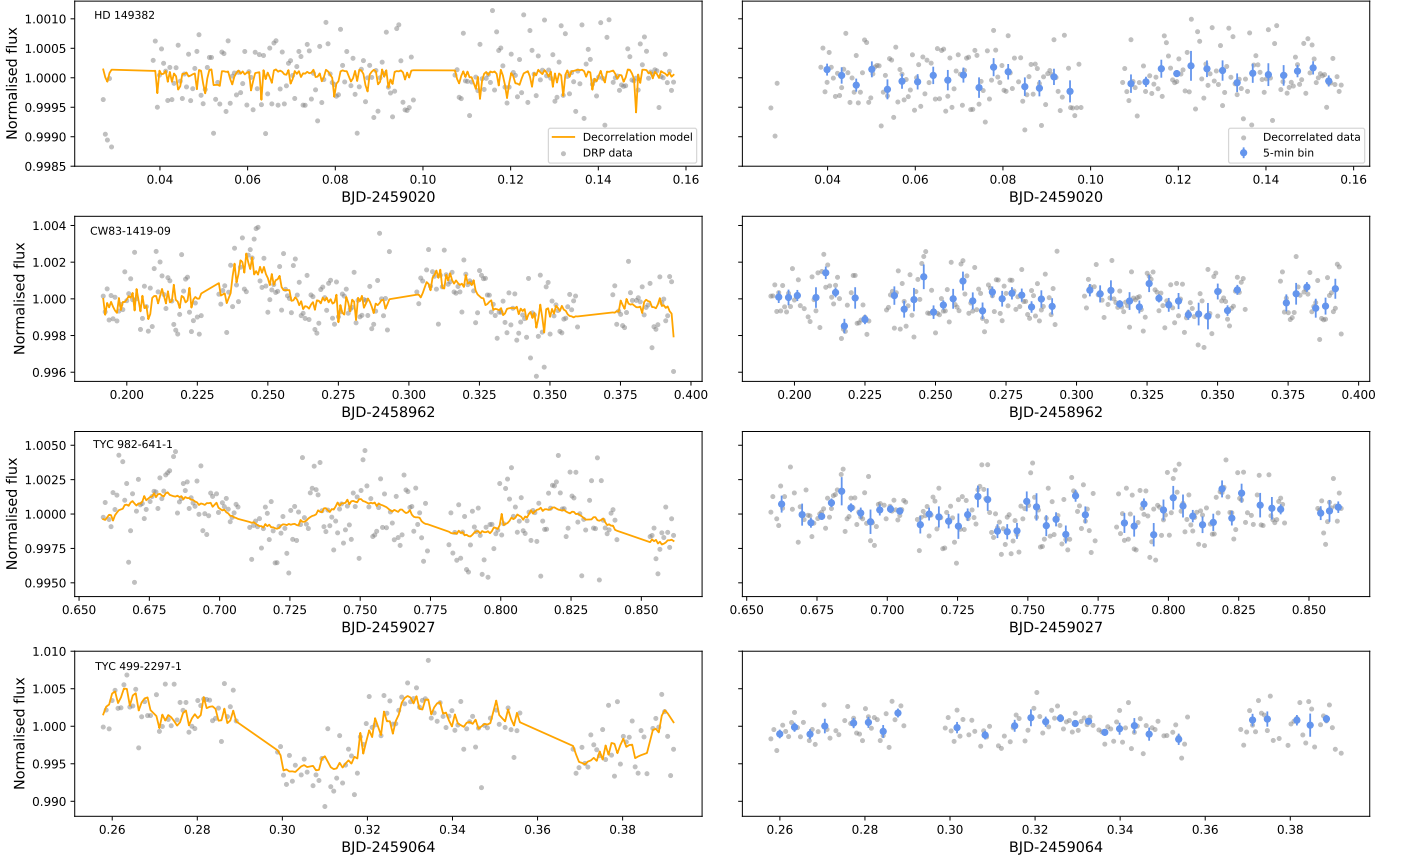 HD 149382
Normalised flux
1.0010
1.0005
1.0000
0.9995
0.9990
0.9985
Decorrelation model
DRP data
0.04 0.06 0.08 0.10 0.12 0.14 0.16
BJD-2459020
Decorrelated data
5-min bin
0.04 0.06 0.08 0.10 0.12 0.14 0.16
BJD-2459020
CW83-1419-09
Normalised flux
1.004
1.002
1.000
0.998
0.996
0.200 0.225 0.250 0.275 0.300 0.325 0.350 0.375 0.400
BJD-2458962
0.200 0.225 0.250 0.275 0.300 0.325 0.350 0.375 0.400
BJD-2458962
TYC 982-641-1
Normalised flux
1.0050
1.0025
1.0000
0.9975
0.9950
0.650 0.675 0.700 0.725 0.750 0.775 0.800 0.825 0.850
BJD-2459027
0.650 0.675 0.700 0.725 0.750 0.775 0.800 0.825 0.850
BJD-2459027
TYC 499-2297-1
Normalised flux
1.010
1.005
1.000
0.995
0.990
0.26 0.28 0.30 0.32 0.34 0.36 0.38
BJD-2459064
0.26 0.28 0.30 0.32 0.34 0.36 0.38
BJD-2459064